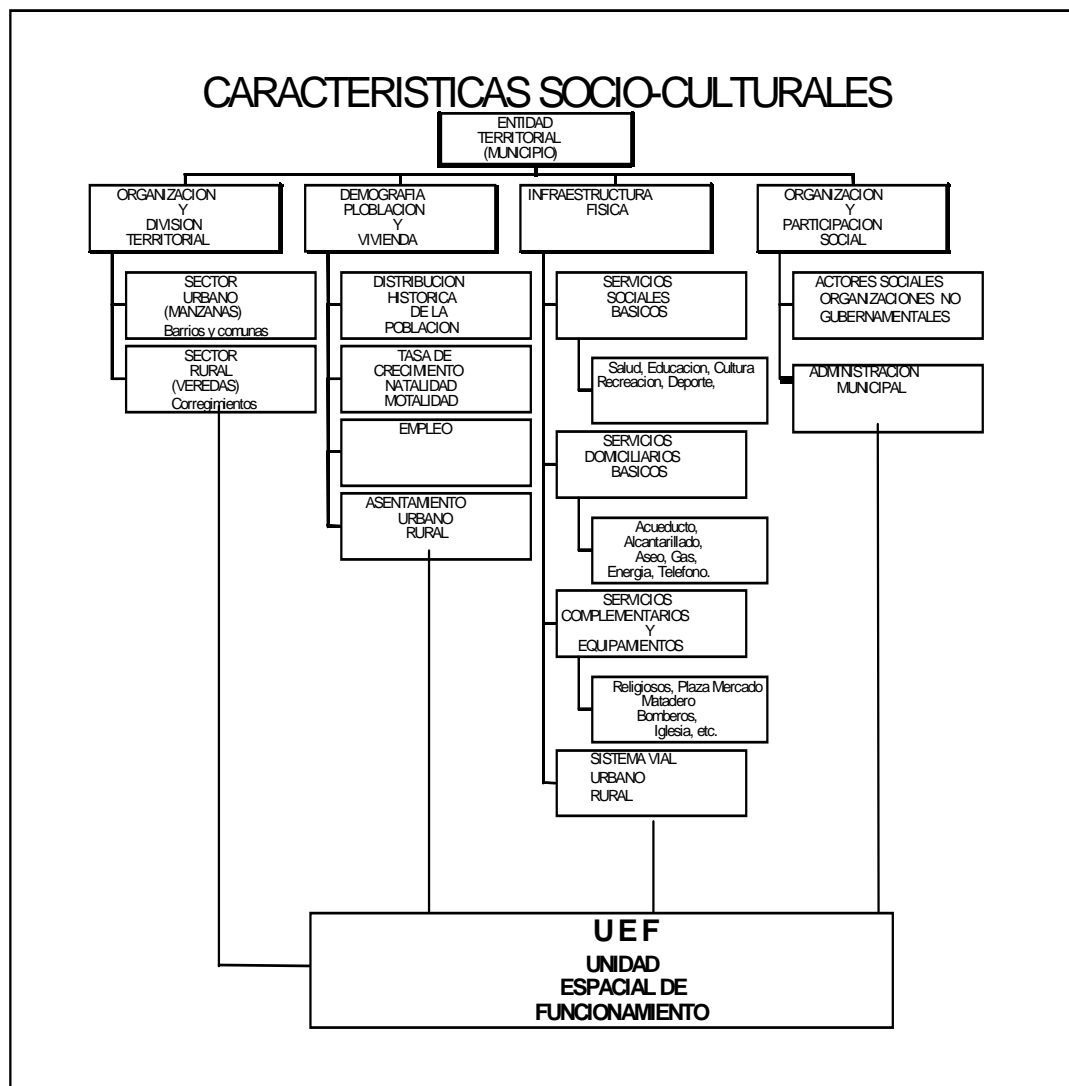 CARACTERISTICAS SOCIO-CULTURALES
ENTIDAD
TERRITORIAL
(MUNICIPIO)
ORGANIZACION
Y
DIVISION
TERRITORIAL
SECTOR
URBANO
(MANZANAS)
Barrios y comunas
SECTOR
RURAL
(VEREDAS)
Corregimientos
DEMOGRAFIA
PLOBLACION
Y
VIVIENDA
DISTRIBUCION
HISTORICA
DE LA
POBLACION
TASA DE
CRECIMIENTO
NATALIDAD
MOTALIDAD
EMPLEO
ASENTAMIENTO
URBANO
RURAL
INFRAESTRUCTURA
FISICA
SERVICIOS
SOCIALES
BASICOS
Salud, Educacion, Cultura
Recreacion, Deporte,
SERVICIOS
DOMICILIARIOS
BASICOS
Acueducto,
Alcantarillado,
Aseo, Gas,
Energia, Telefono.
SERVICIOS
COMPLEMENTARIOS
Y
EQUIPAMIENTOS
Religiosos, Plaza Mercado
Matadero
Bomberos,
Iglesia, etc.
SISTEMA VIAL
URBANO
RURAL
ORGANIZACION
Y
PARTICIPACION
SOCIAL
ACTORES SOCIALES
ORGANIZACIONES NO
GUBERNAMENTALES
ADMINISTRACION
MUNICIPAL
UEF
UNIDAD
ESPACIAL DE
FUNCIONAMIENTO